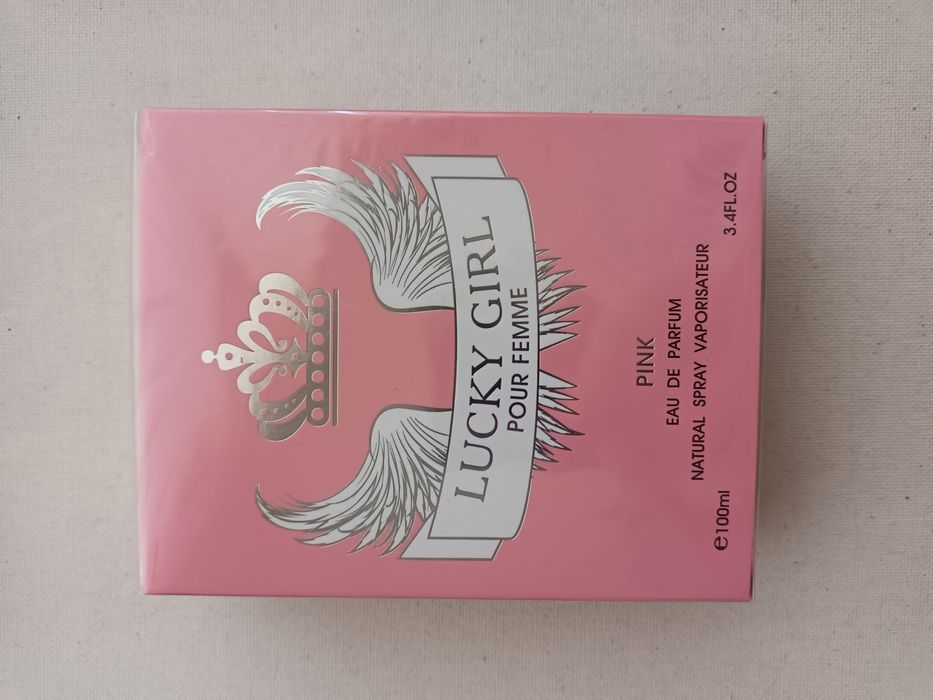 LUCKY GIRL
POUR FEMME
PINK
EAU DE PARFUM
NATURAL SPRAY VAPORISATEUR
℮100ml 3.4FL.OZ